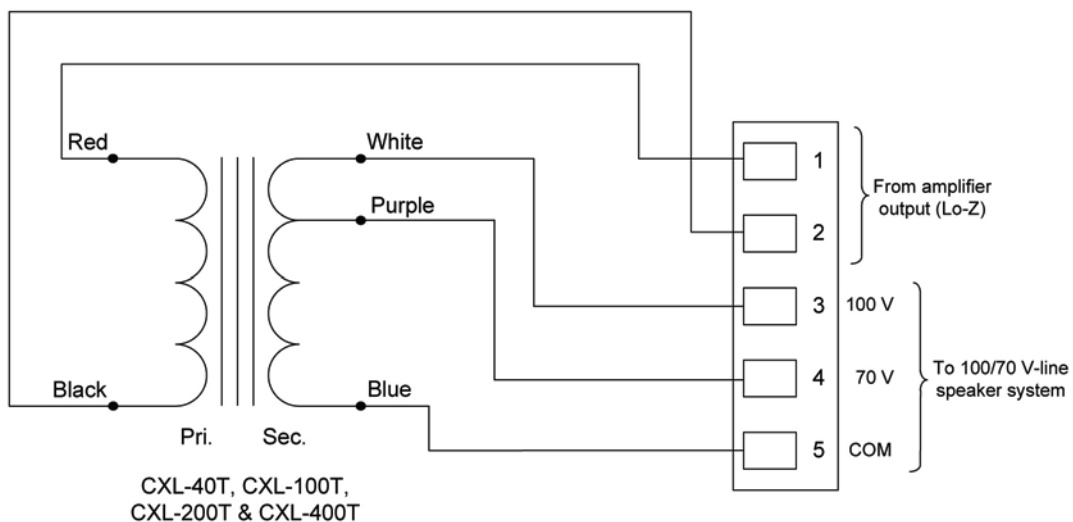 Red
White
Purple
Black
Blue
Pri.
Sec.
CXL-40T, CXL-100T,
CXL-200T & CXL-400T
1
2
From amplifier
output (Lo-Z)
3 100 V
4 70 V
5 COM
To 100/70 V-line
speaker system